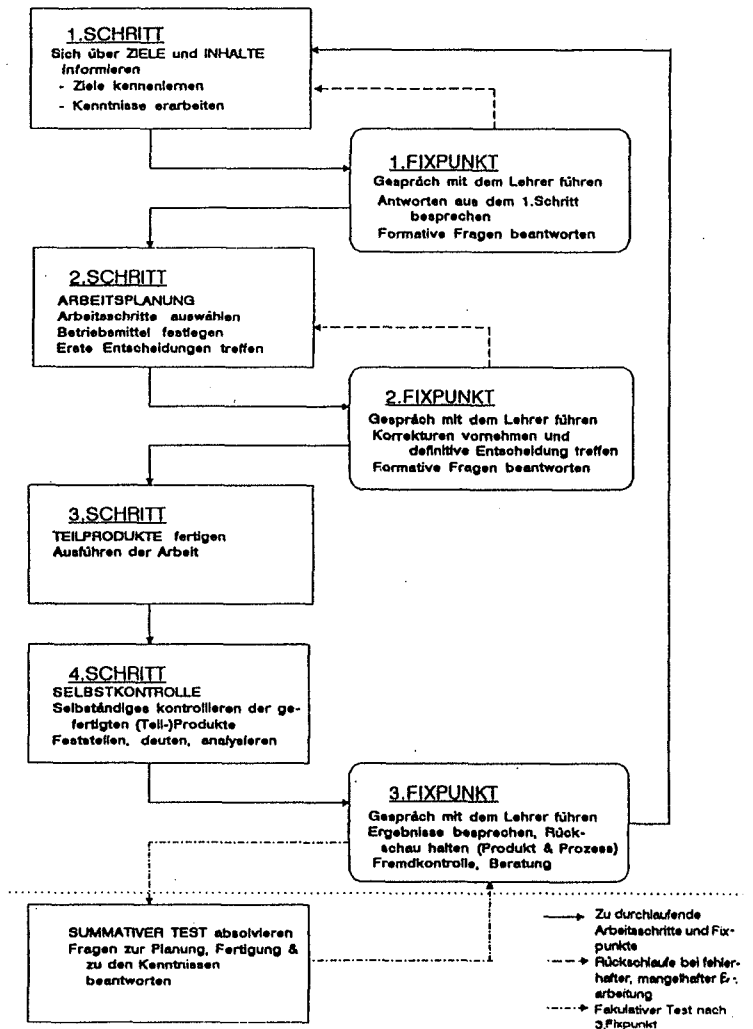 1.SCHRITT
Sich über ZIELE und INHALTE
informieren
- Ziele kennenlernen
- Kenntnisse erarbeiten
1.FIXPUNKT
Gespräch mit dem Lehrer führen
Antworten aus dem 1.Schritt
besprechen
Formative Fragen beantworten
2.SCHRITT
ARBEITSPLANUNG
Arbeitsschritte auswählen
Betriebsmittel festlegen
Erste Entscheidungen treffen
2.FIXPUNKT
Gespräch mit dem Lehrer führen
Korrekturen vornehmen und
definitive Entscheidung treffen
Formative Fragen beantworten
3.SCHRITT
TEILPRODUKTE fertigen
Ausführen der Arbeit
4.SCHRITT
SELBSTKONTROLLE
Selbständiges kontrollieren der ge-
fertigten (Teil-)Produkte
Feststellen, deuten, analysieren
3.FIXPUNKT
Gespräch mit dem Lehrer führen
Ergebnisse besprechen, Rück-
schau halten (Produkt & Prozess)
Fremdkontrolle, Beratung
SUMMATIVER TEST absolvieren
Fragen zur Planung, Fertigung &
zu den Kenntnissen
beantworten
Zu durchlaufende
Arbeitsschritte und Fix-
punkte
Rückschlaufe bei fehler-
hafter, mangelhafter Er-
arbeitung
Fakulativer Test nach
3.Fixpunkt